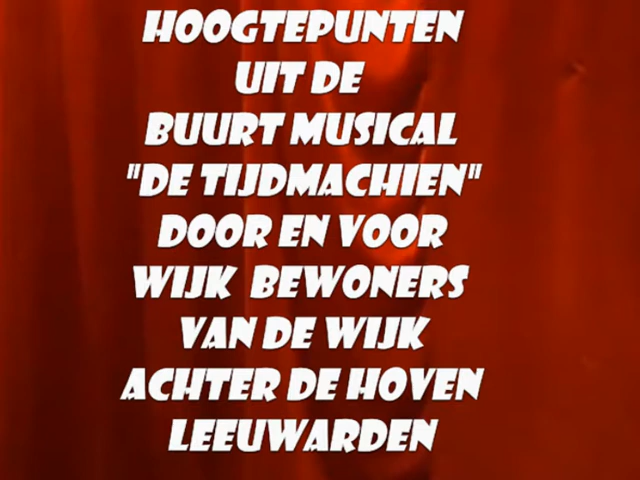 HOOGTEPUNTEN
UIT DE
BUURT MUSICAL
"DE TIJDMACHIEN"
DOOR EN VOOR
WIJK BEWONERS
VAN DE WIJK
ACHTER DE HOVEN
LEEUWARDEN